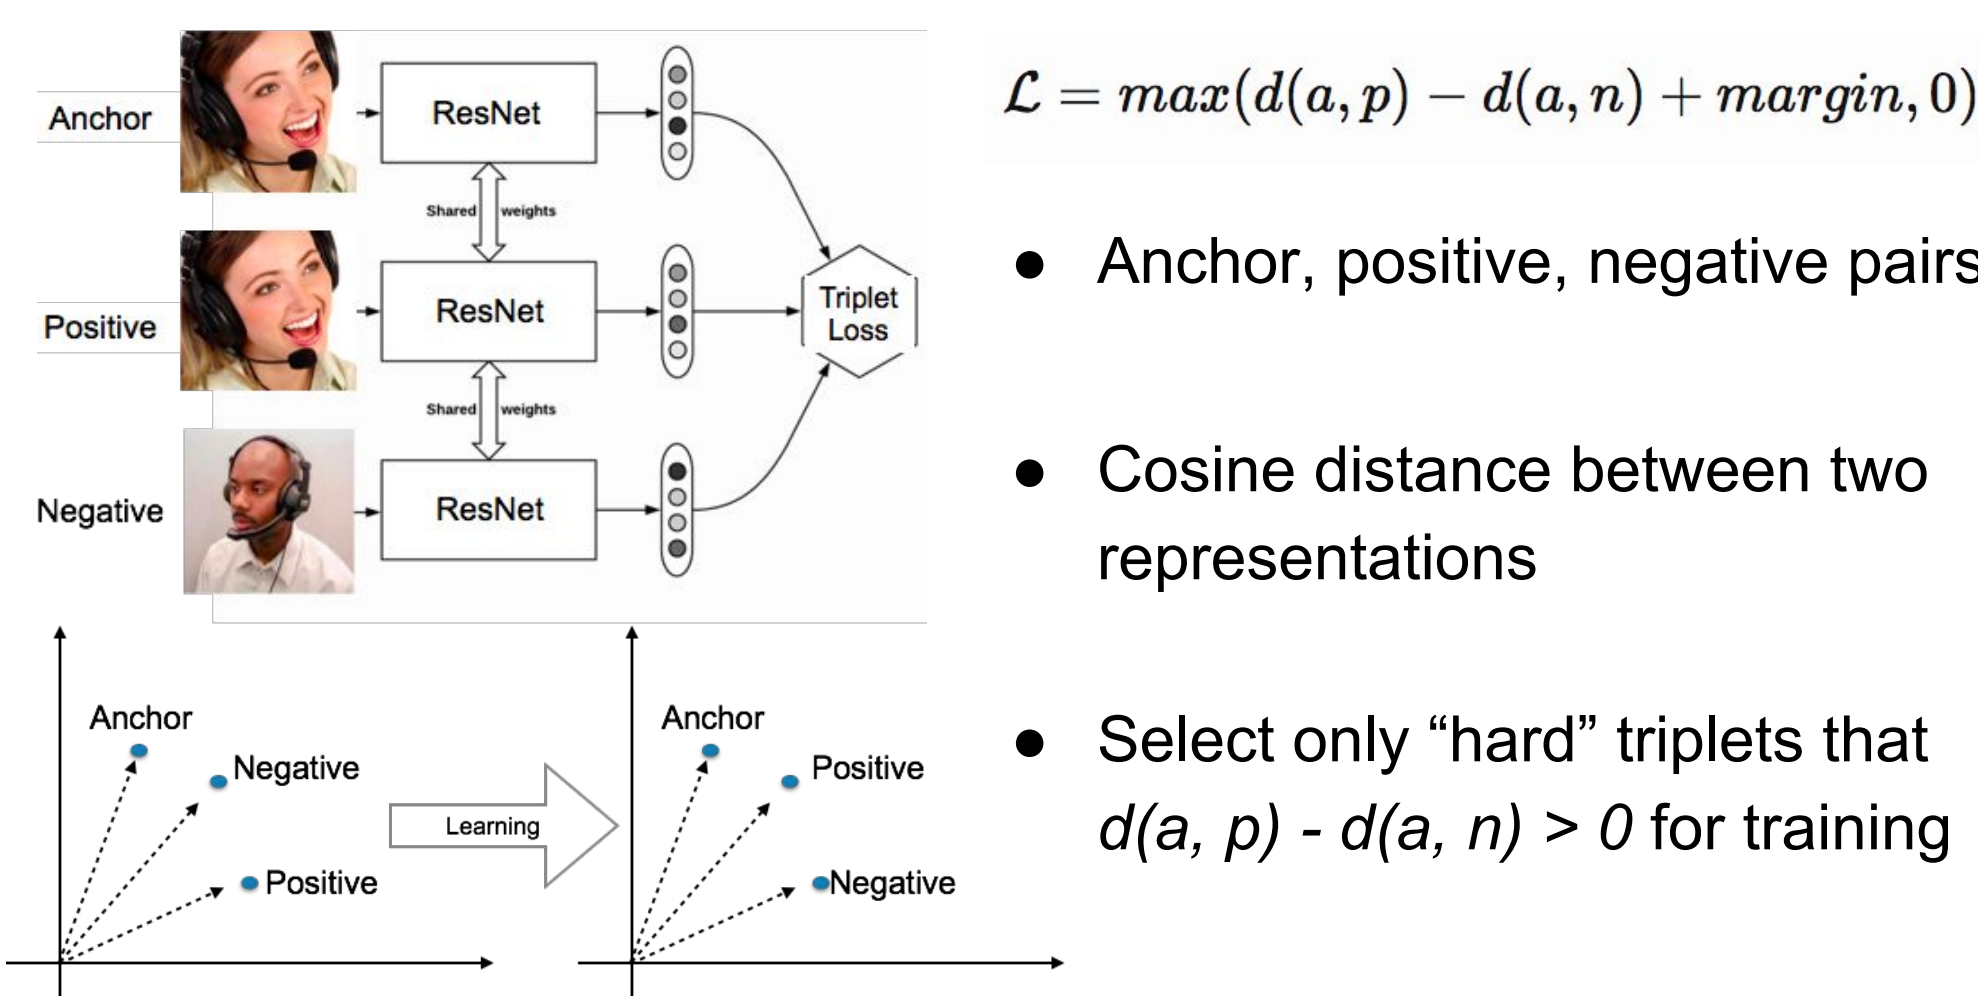 Anchor
ResNet
Shared weights
Positive
ResNet
Triplet
Loss
Shared weights
Negative
ResNet
Anchor
Negative
Positive
Learning
Anchor
Positive
Negative
ℒ = max(d(a, p) − d(a, n) + margin, 0)
● Anchor, positive, negative pairs
● Cosine distance between two
representations
● Select only “hard” triplets that
d(a, p) - d(a, n) > 0 for training